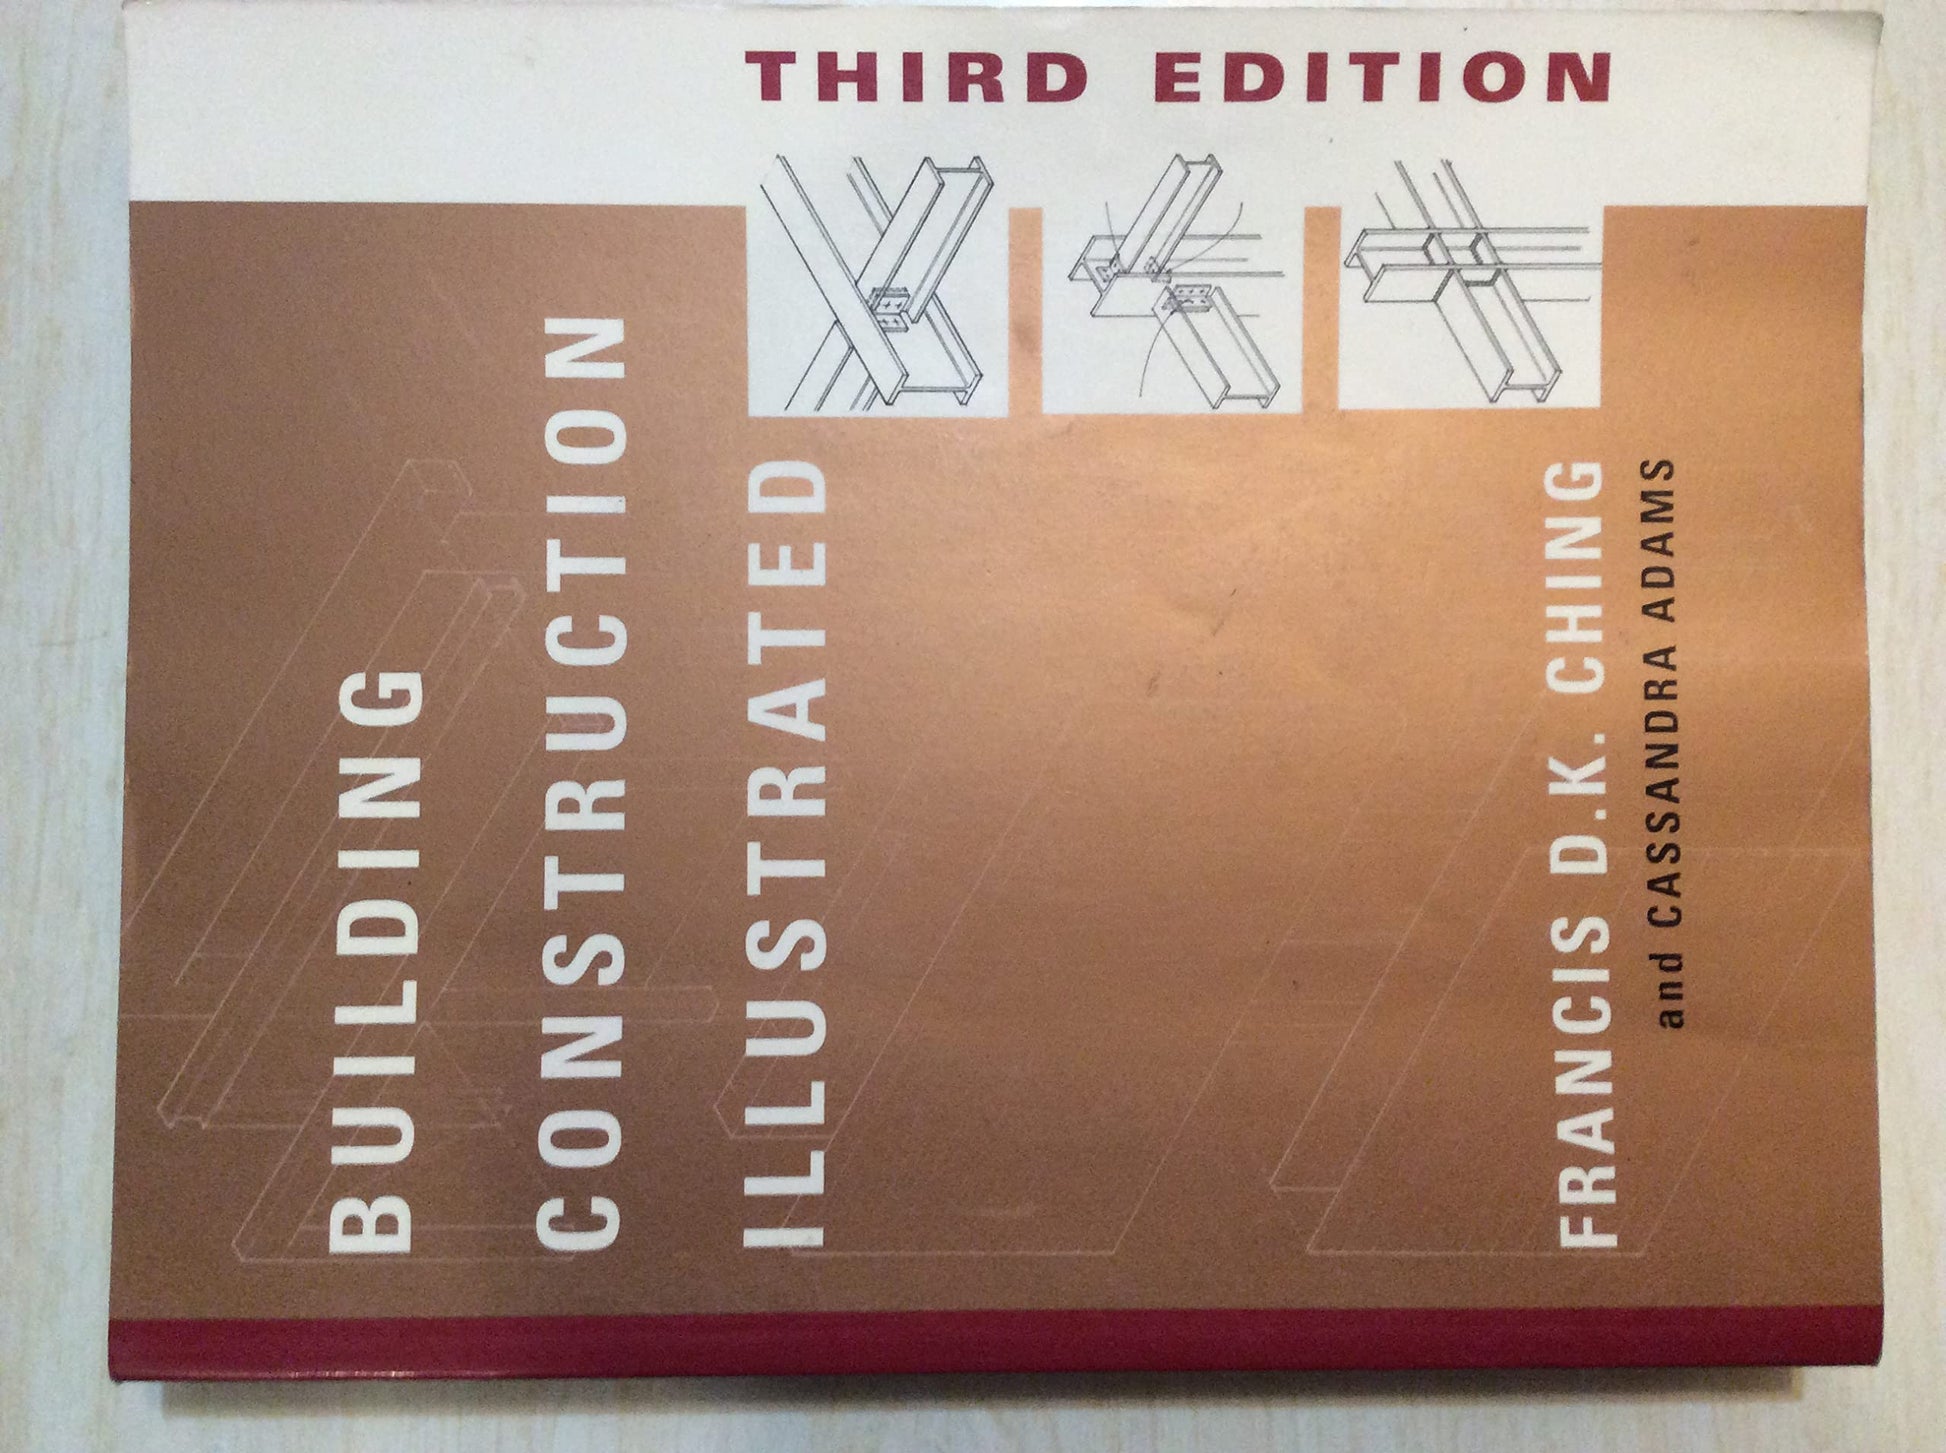 BUILDING
CONSTRUCTION
ILLUSTRATED
FRANCIS D.K. CHING
and CASSANDRA ADAMS
THIRD EDITION